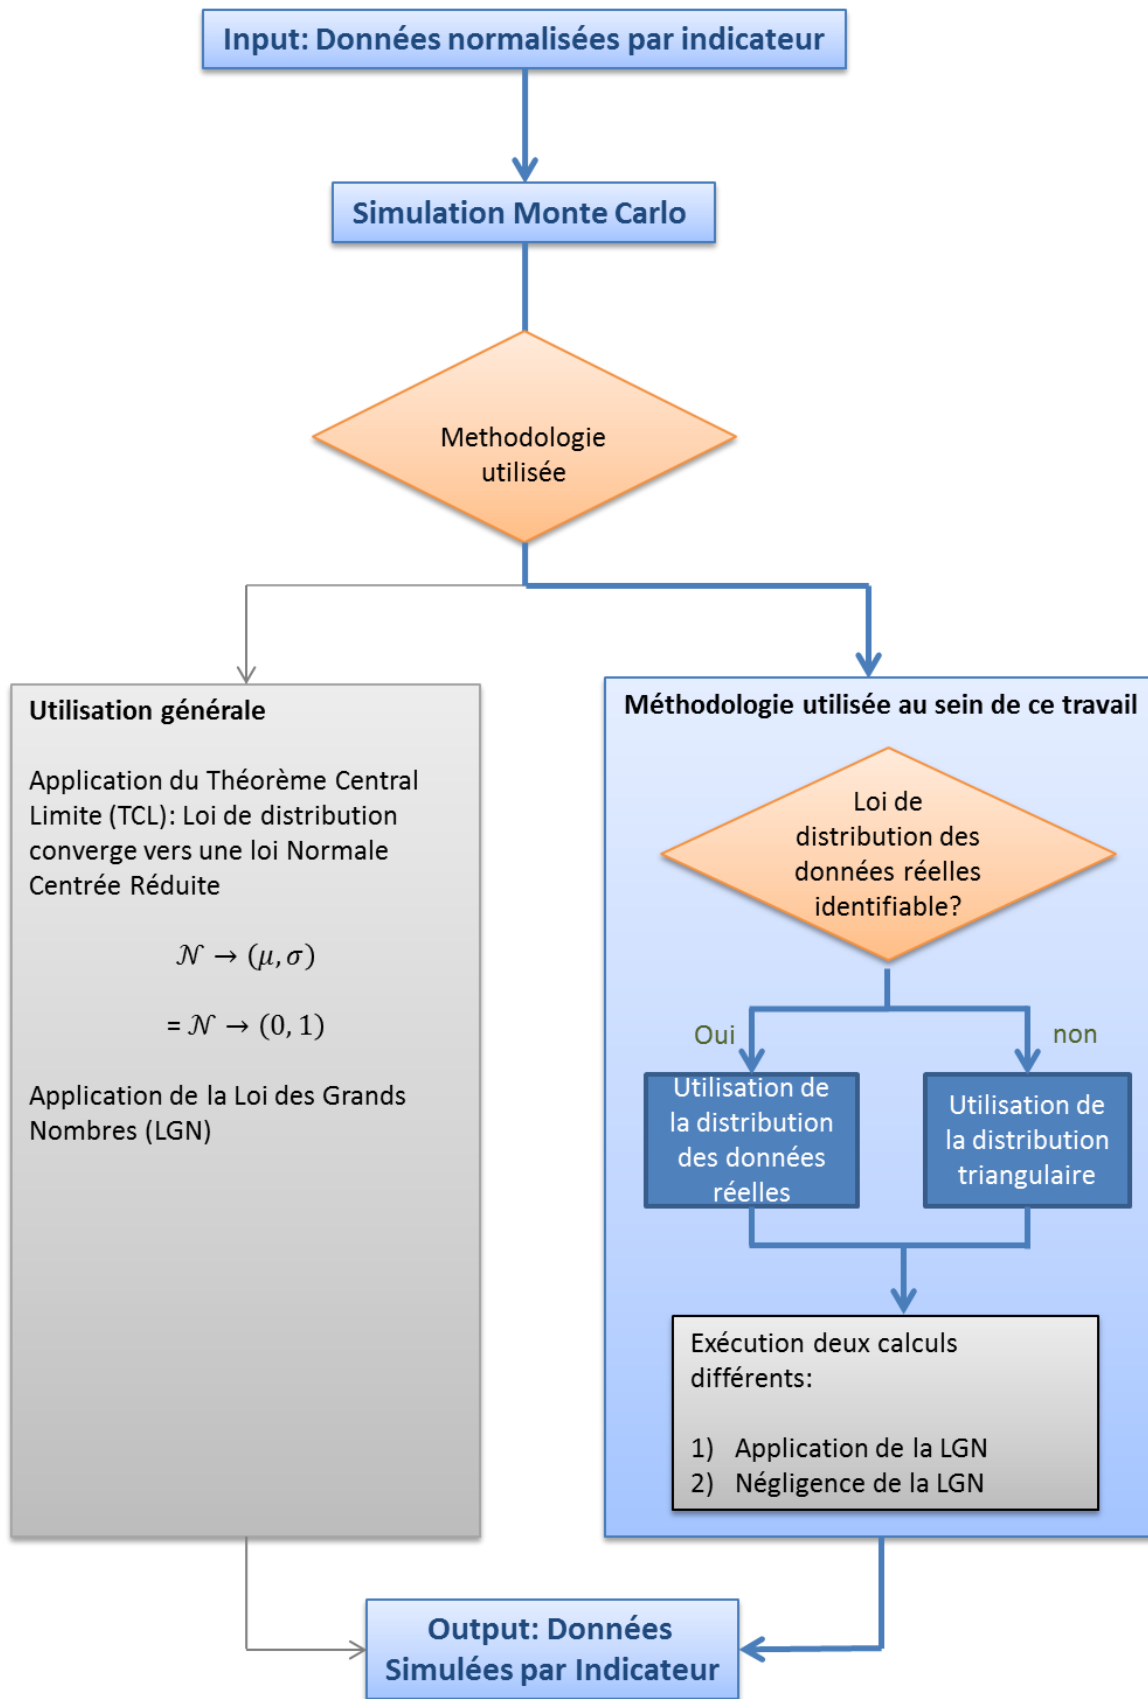 Input: Données normalisées par indicateur
Simulation Monte Carlo
Methodologie
utilisée
Utilisation générale
Application du Théorème Central
Limite (TCL): Loi de distribution
converge vers une loi Normale
Centrée Réduite
𝒩 → (μ, σ)
= 𝒩 → (0, 1)
Application de la Loi des Grands
Nombres (LGN)
Méthodologie utilisée au sein de ce travail
Loi de
distribution des
données réelles
identifiable?
Oui
non
Utilisation de
la distribution
des données
réelles
Utilisation de
la distribution
triangulaire
Exécution deux calculs
différents:
1) Application de la LGN
2) Négligence de la LGN
Output: Données
Simulées par Indicateur